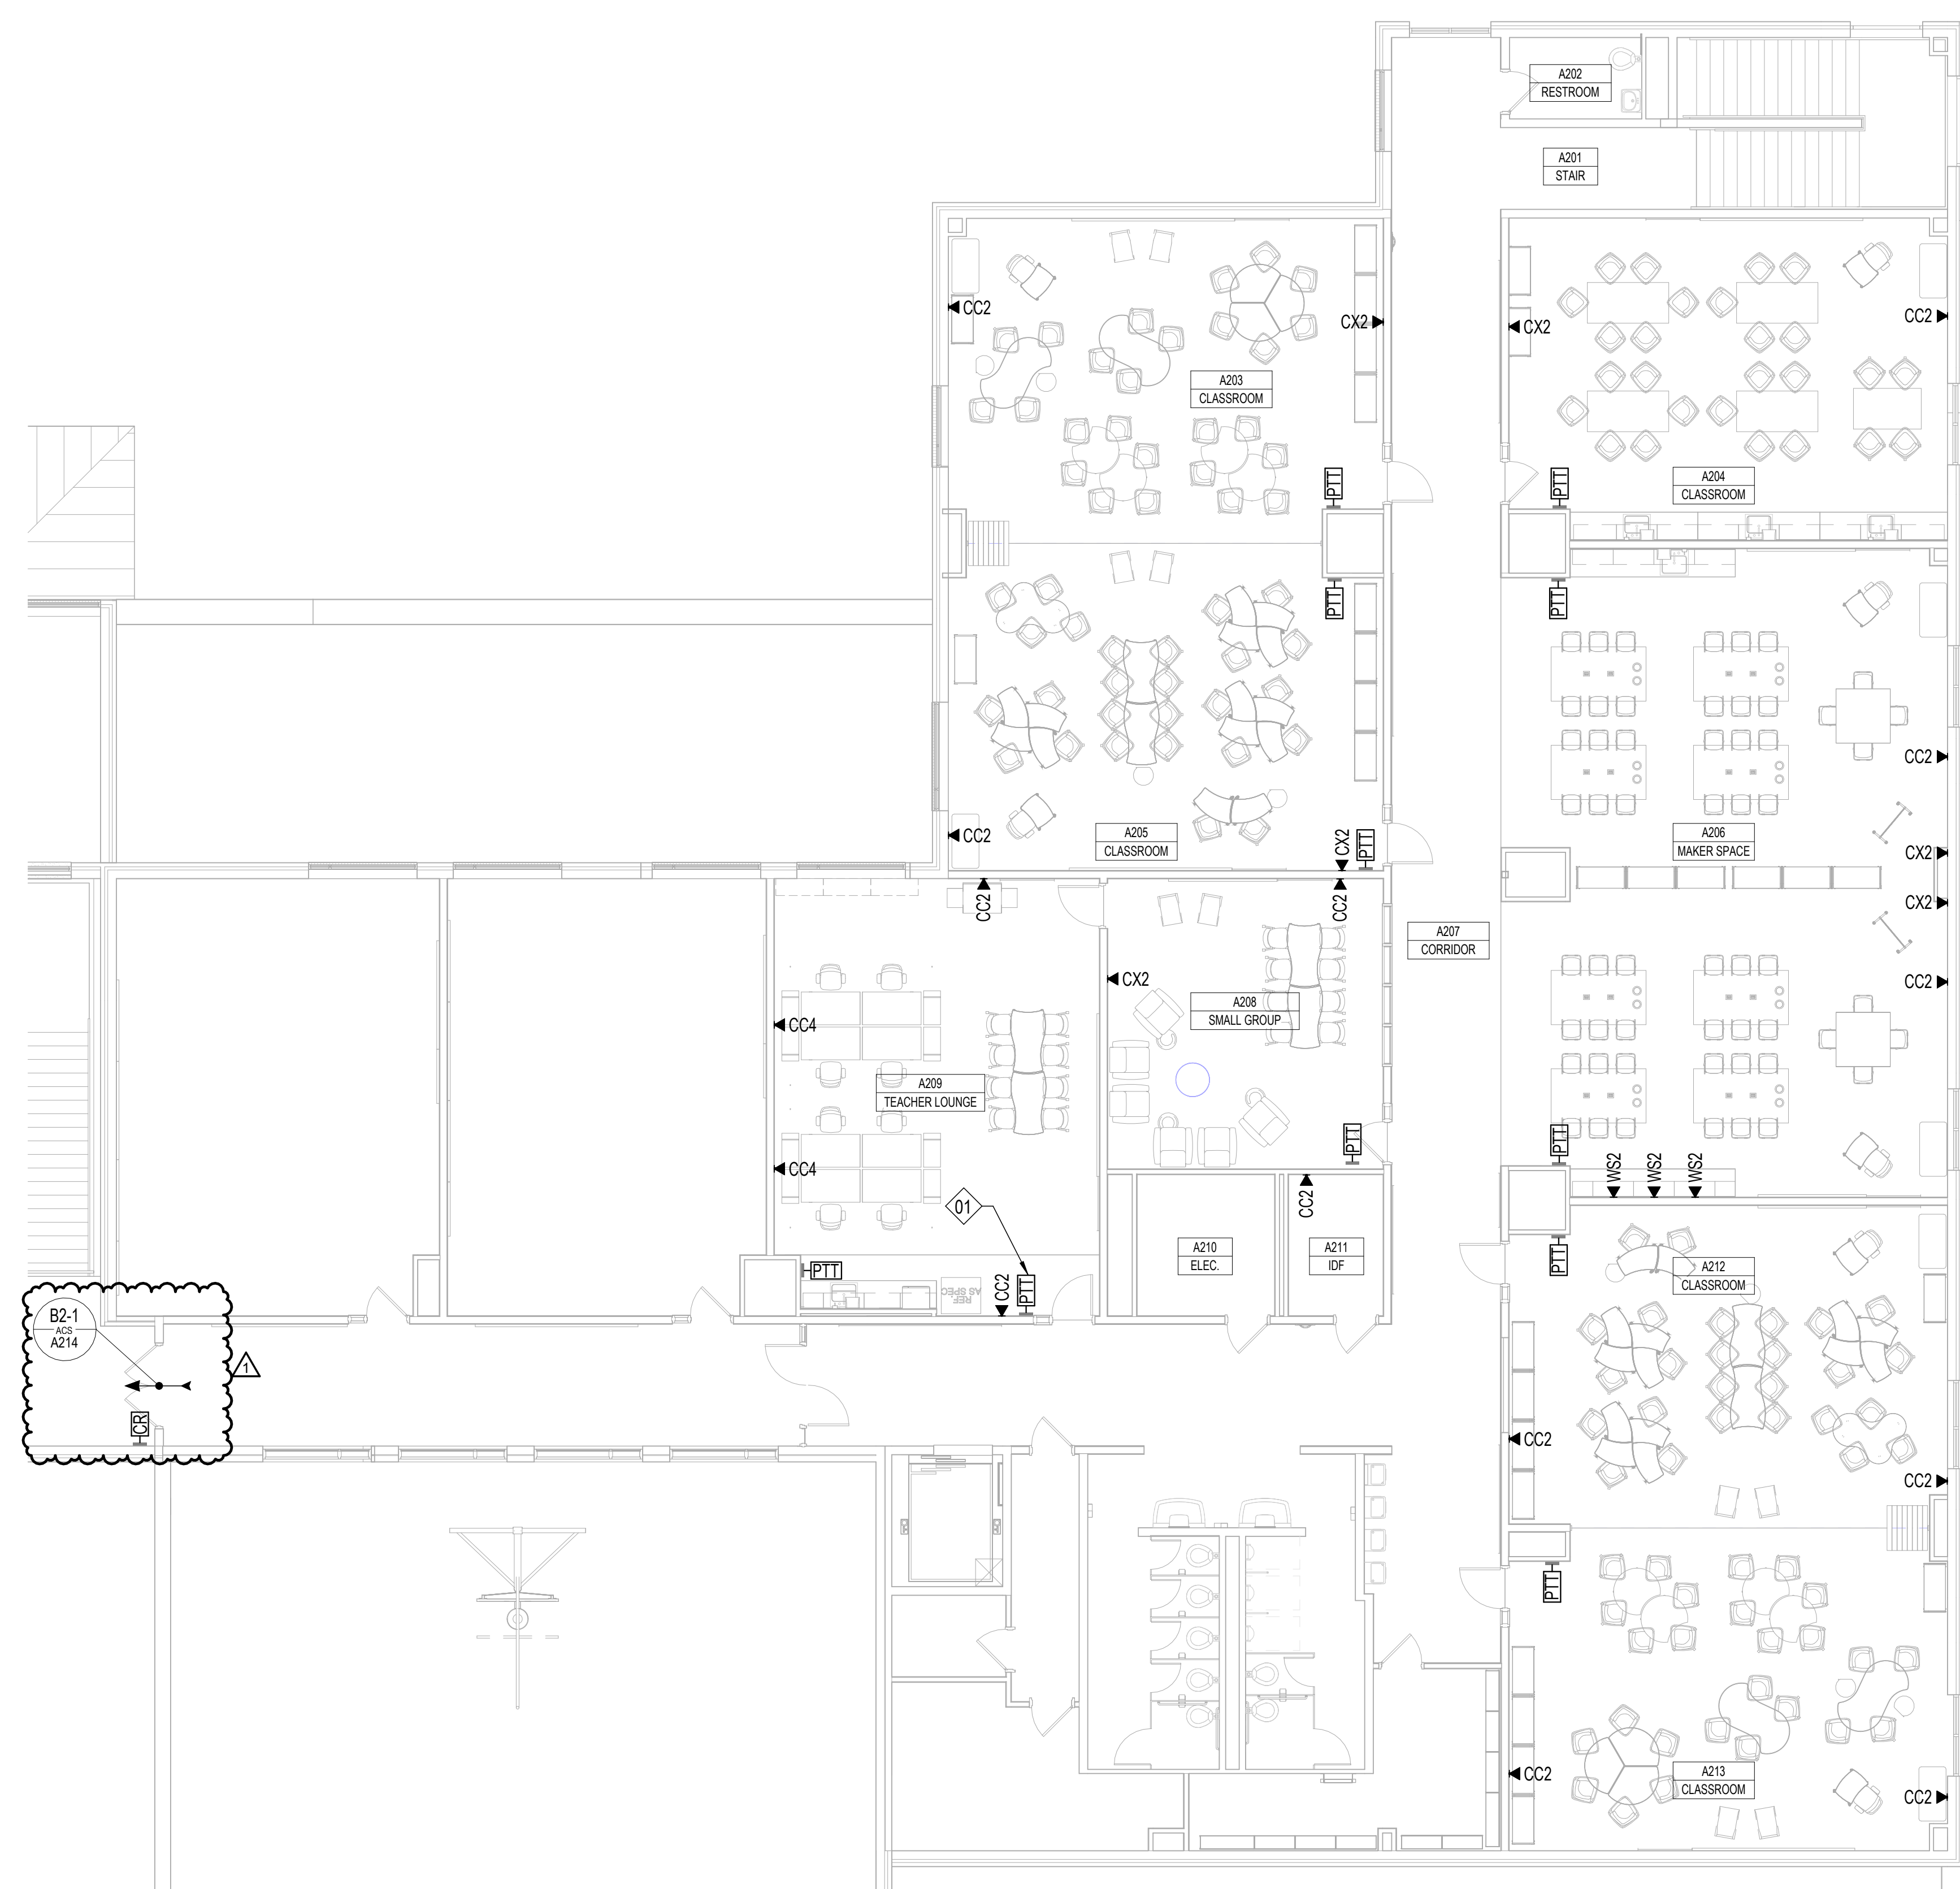 A202
RESTROOM
A201
STAIR
CC2
CX2
CX2
CC2
A203
CLASSROOM
PTT
PTT
A204
CLASSROOM
PTT
PTT
CC2
CC2
A205
CLASSROOM
CX2
PTT
A206
MAKER SPACE
CX2
CC2
CC2
CX2
A207
CORRIDOR
CX2
CC2
A208
SMALL GROUP
CC4
A209
TEACHER LOUNGE
PTT
PTT
CC4
WS2
WS2
WS2
01
CC2
A210
ELEC.
A211
IDF
PTT
A212
CLASSROOM
PTT
REF.
AS SPEC
CC2
PTT
B2-1
ACS
A214
1
CR
CC2
CC2
PTT
A213
CLASSROOM
CC2
CC2